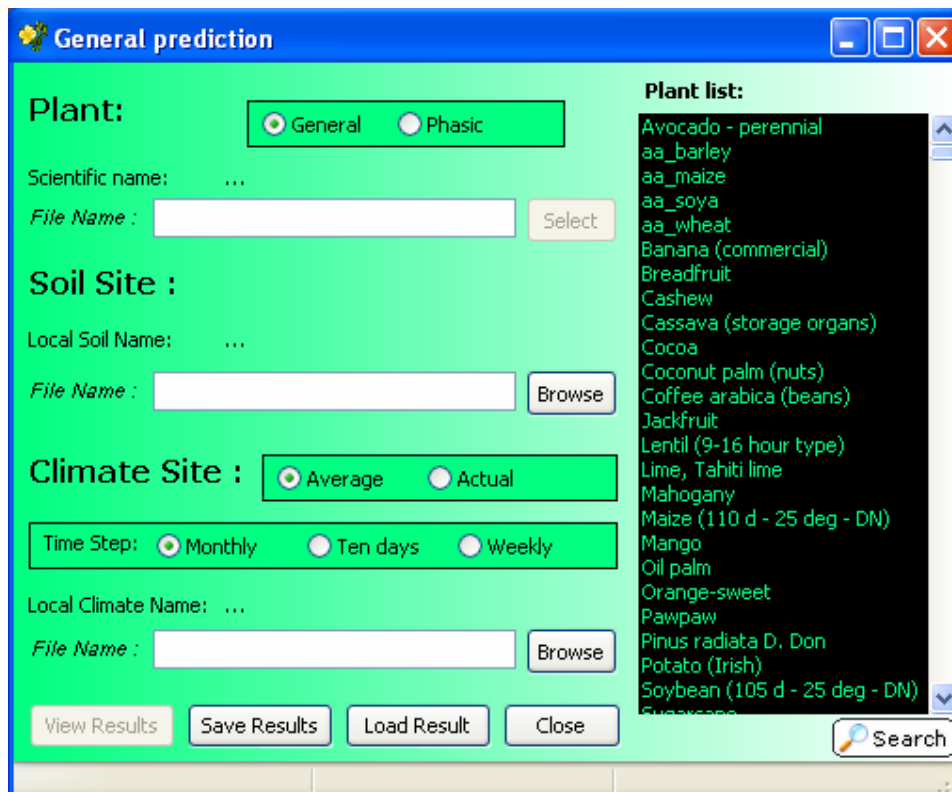 General prediction
Plant:
General Phasic
Scientific name: ...
File Name : Select
Soil Site :
Local Soil Name: ...
File Name : Browse
Climate Site : Average Actual
Time Step: Monthly Ten days Weekly
Local Climate Name: ...
File Name : Browse
View Results Save Results Load Result Close
Plant list:
Avocado - perennial
aa_barley
aa_maize
aa_soya
aa_wheat
Banana (commercial)
Breadfruit
Cashew
Cassava (storage organs)
Cocoa
Coconut palm (nuts)
Coffee arabica (beans)
Jackfruit
Lentil (9-16 hour type)
Lime, Tahiti lime
Mahogany
Maize (110 d - 25 deg - DN)
Mango
Oil palm
Orange-sweet
Pawpaw
Pinus radiata D. Don
Potato (Irish)
Soybean (105 d - 25 deg - DN)
Sugarcane
Search